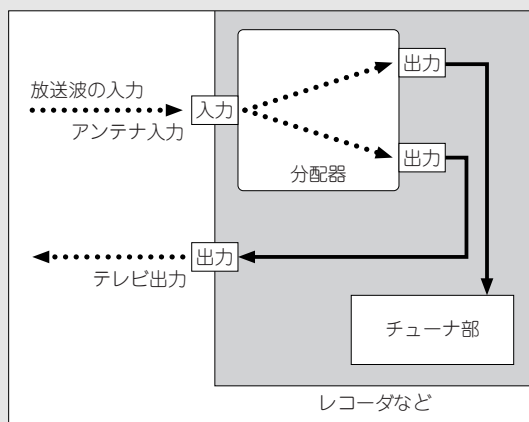 出力
放送波の入力
入力
アンテナ入力
出力
分配器
出力
テレビ出力
チューナ部
レコーダなど